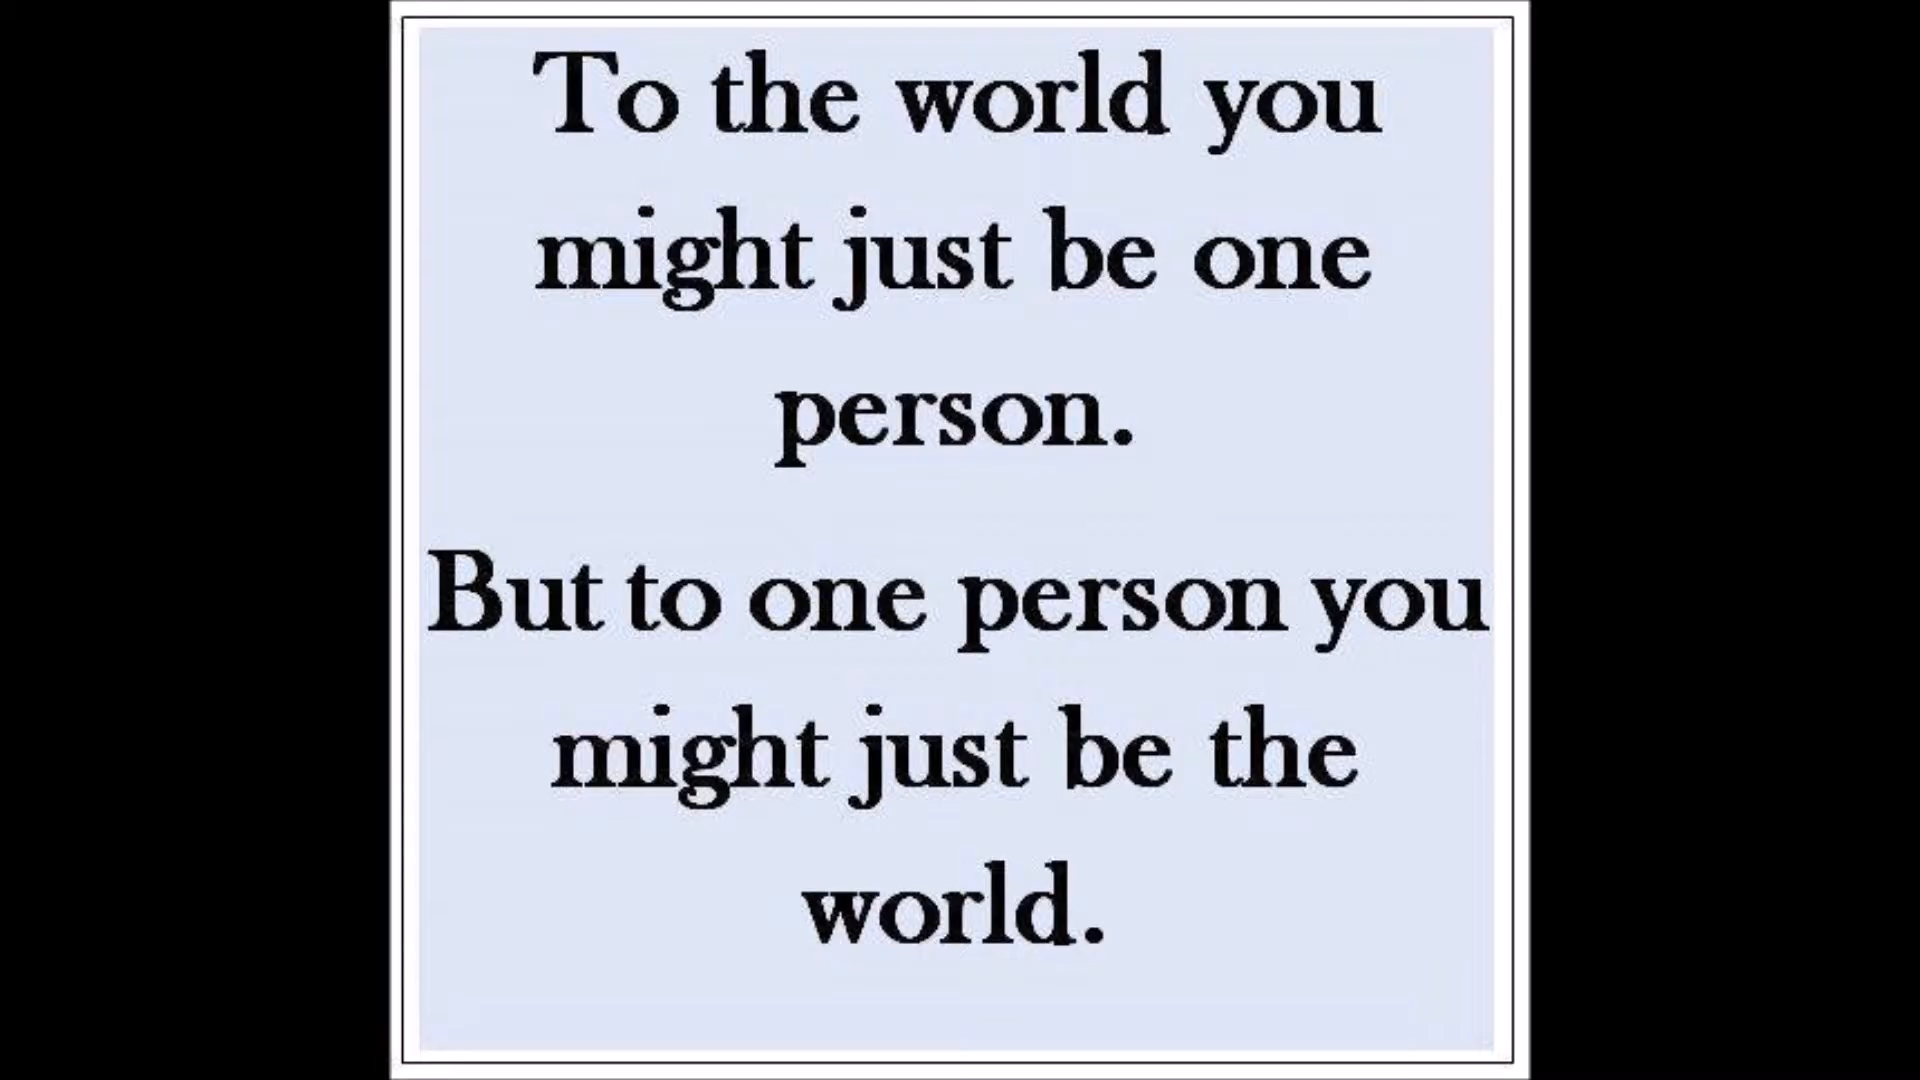 To the world you
might just be one
person.
But to one person you
might just be the
world.